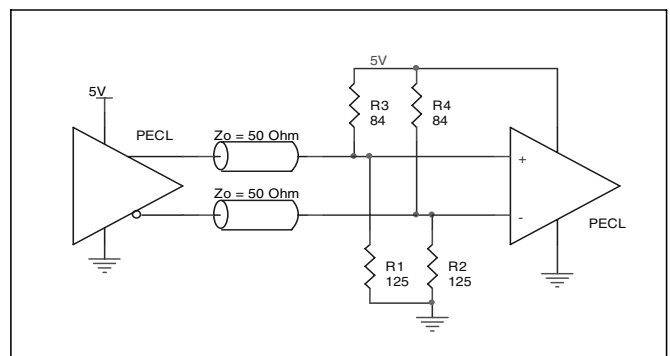 5V
PECL
Zo = 50 Ohm
Zo = 50 Ohm
5V
R3
84
R4
84
+
-
PECL
R1
125
R2
125